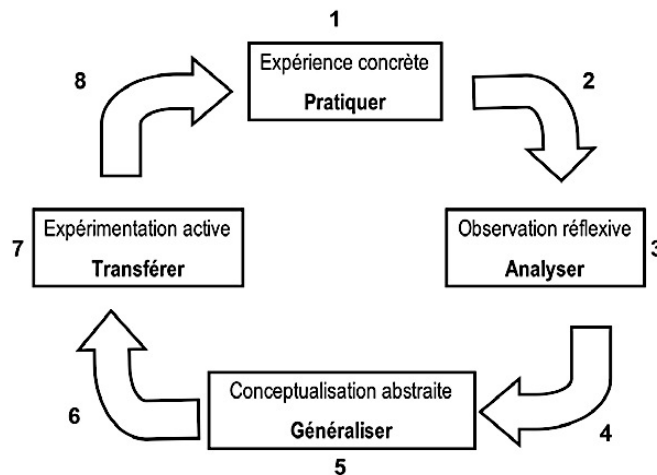 1
Expérience concrète
Pratiquer
2
Observation réflexive
Analyser
3
4
Conceptualisation abstraite
Généraliser
5
6
7
Expérimentation active
Transférer
8